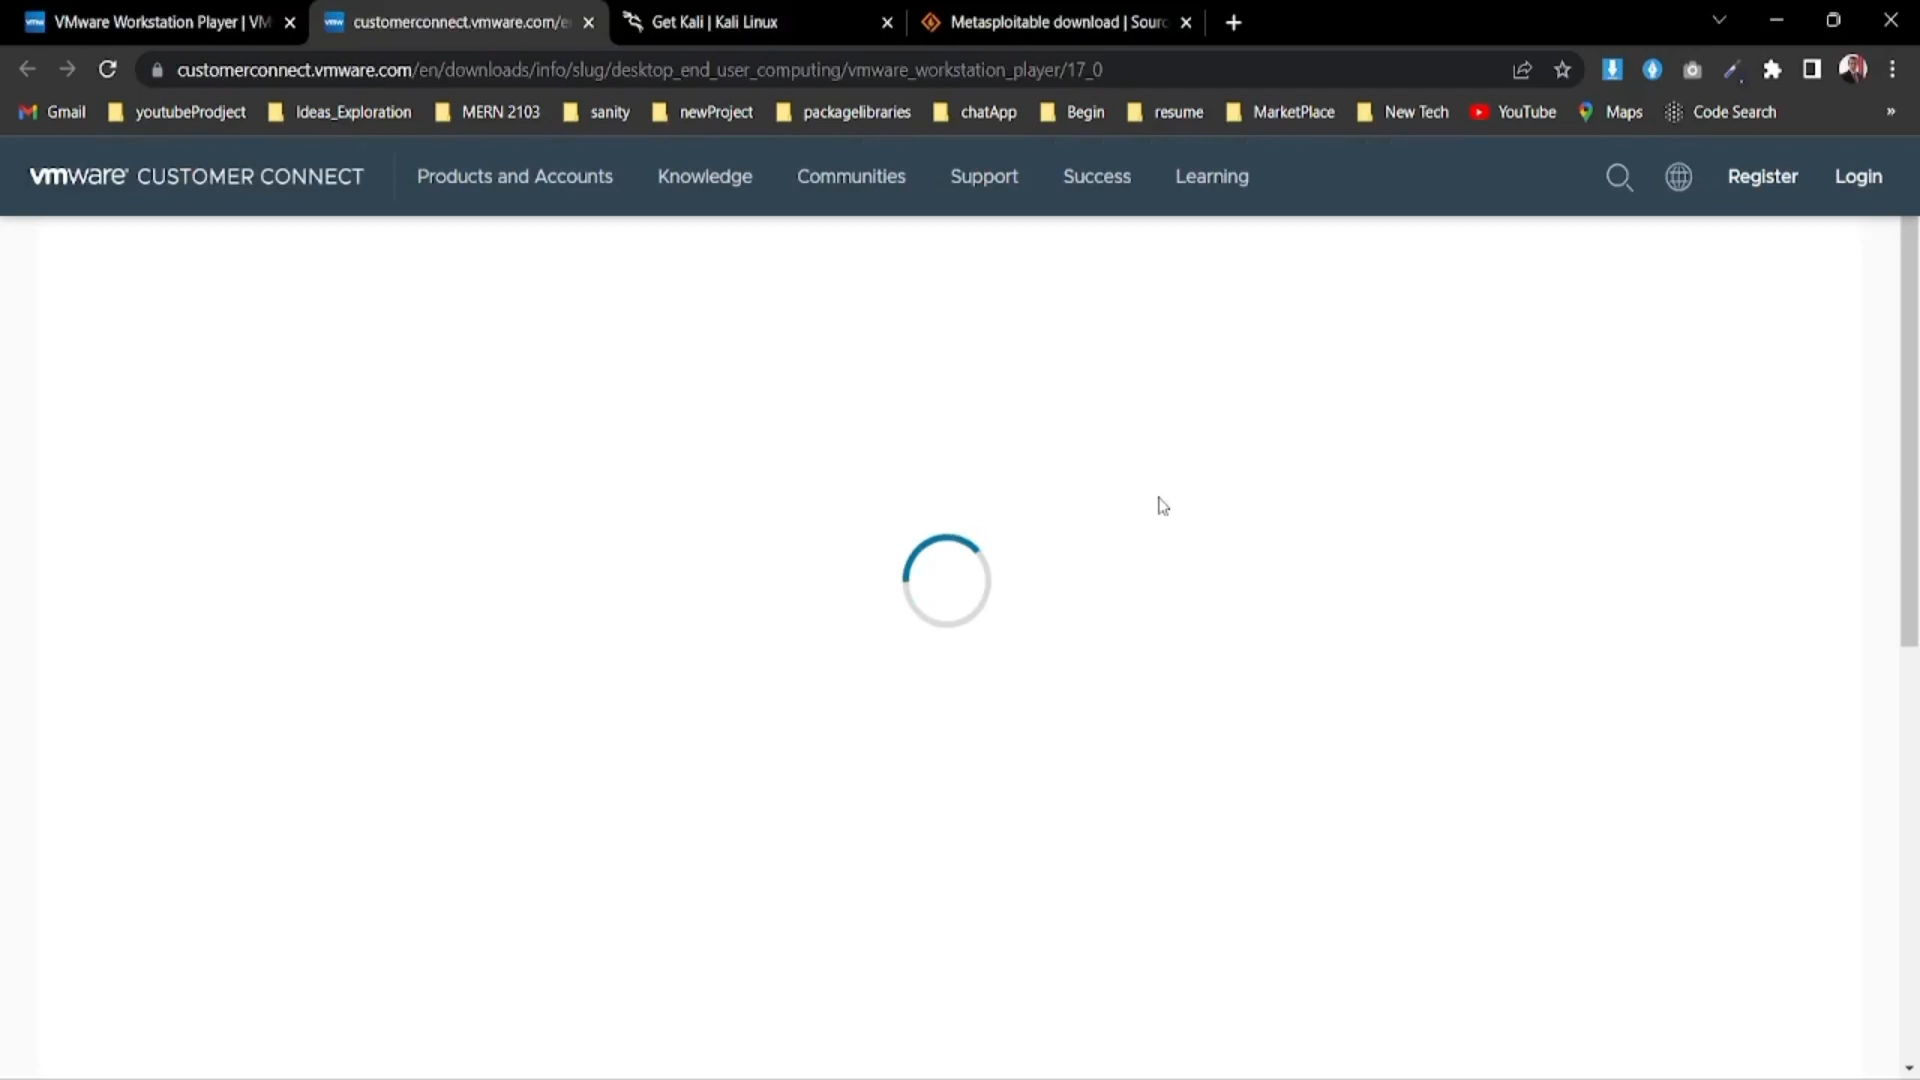 VMware Workstation Player | VM
customerconnect.vmware.com/e
Get Kali | Kali Linux
Metasploitable download | Sourc
customerconnect.vmware.com/en/downloads/info/slug/desktop_end_user_computing/vmware_workstation_player/17_0
Gmail youtubeProdject Ideas_Exploration MERN 2103 sanity newProject packagelibraries chatApp Begin resume MarketPlace New Tech YouTube Maps Code Search »
vmware® CUSTOMER CONNECT Products and Accounts Knowledge Communities Support Success Learning Register Login